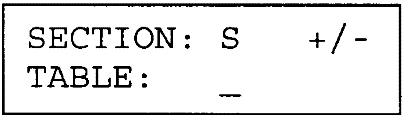 SECTION: S +/-
TABLE: _